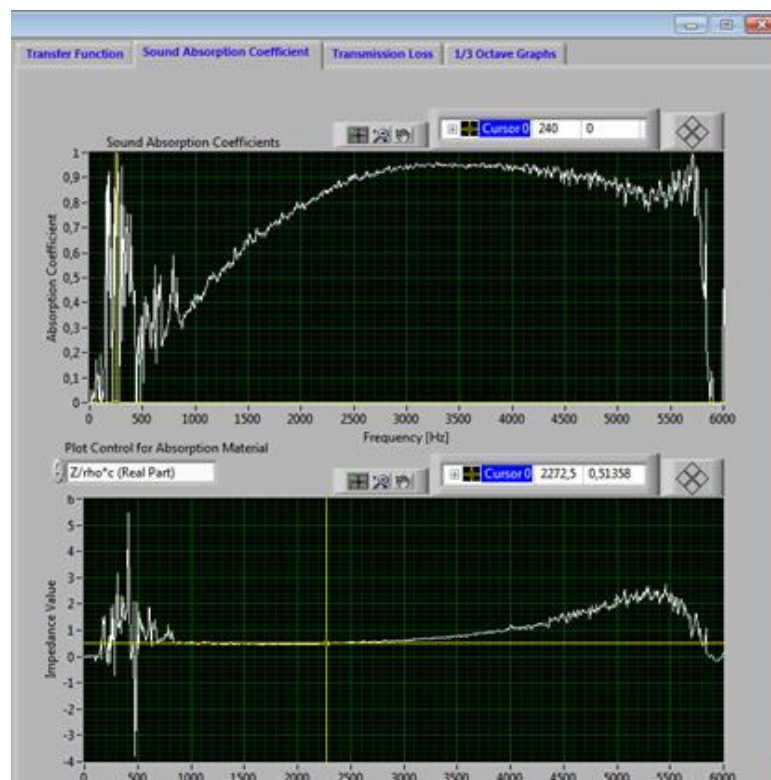 Transfer Function Sound Absorption Coefficient Transmission Loss 1/3 Octave Graphs
Sound Absorption Coefficients
Cursor 0 240 0
Absorption Coefficient
1
0,9
0,8
0,7
0,6
0,5
0,4
0,3
0,2
0,1
0
0 500 1000 1500 2000 2500 3000 3500 4000 4500 5000 5500 6000
Frequency [Hz]
Plot Control for Absorption Material
Z/rho*c (Real Part)
Cursor 0 2272,5 0,51358
Impedance Value
6
5
4
3
2
1
0
-1
-2
-3
-4
0 500 1000 1500 2000 2500 3000 3500 4000 4500 5000 5500 6000